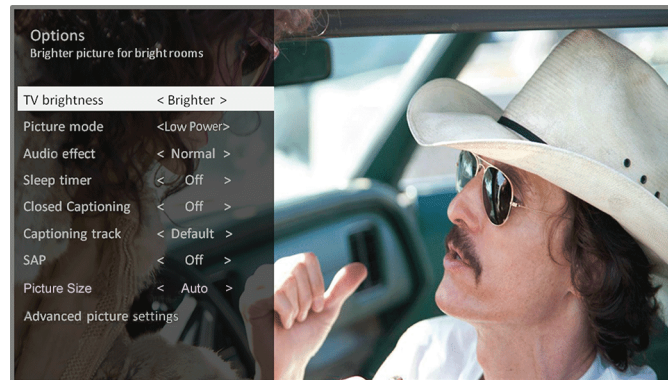 Options
Brighter picture for bright rooms
TV brightness < Brighter >
Picture mode <Low Power>
Audio effect < Normal >
Sleep timer < Off >
Closed Captioning < Off >
Captioning track < Default >
SAP < Off >
Picture Size < Auto >
Advanced picture settings